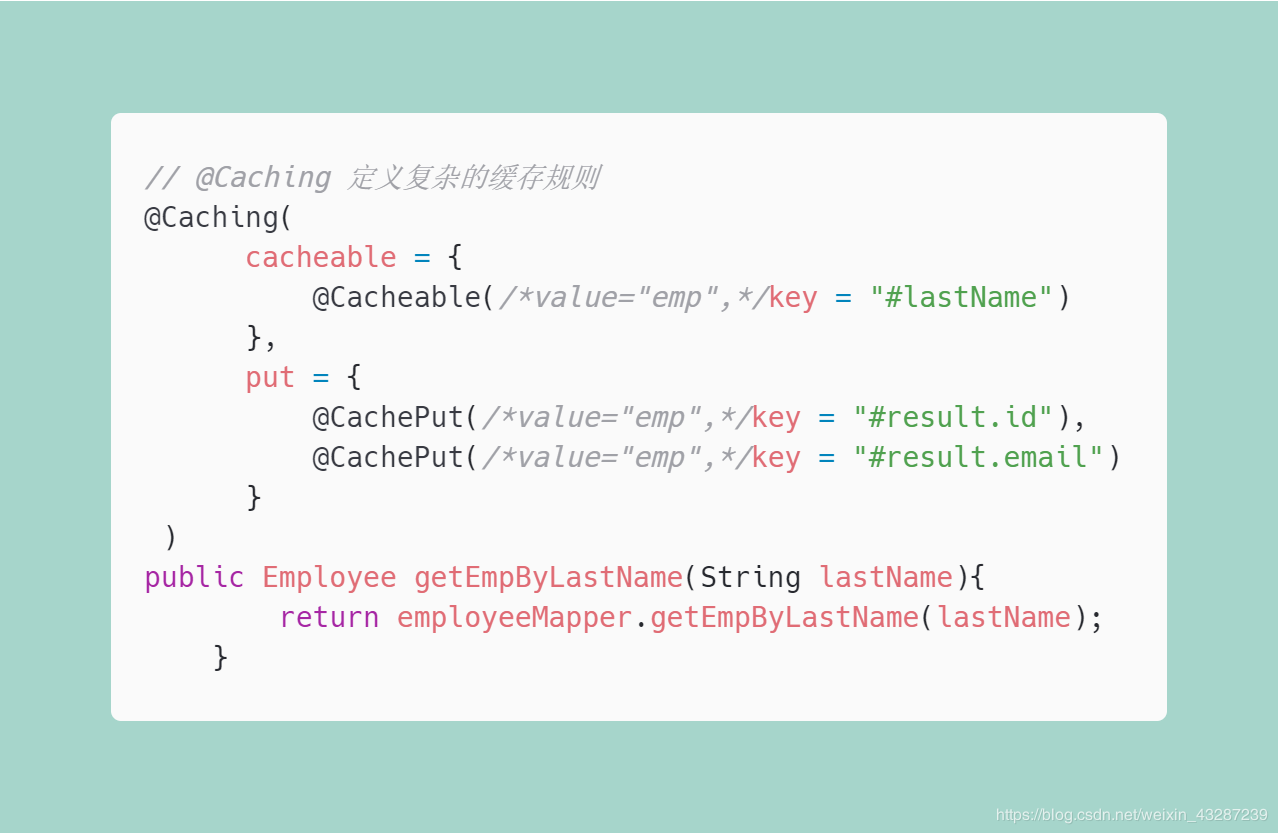 // @Caching 定义复杂的缓存规则
@Caching(
      cacheable = {
          @Cacheable(/*value="emp",*/key = "#lastName")
      },
      put = {
          @CachePut(/*value="emp",*/key = "#result.id"),
          @CachePut(/*value="emp",*/key = "#result.email")
      }
 )
public Employee getEmpByLastName(String lastName){
        return employeeMapper.getEmpByLastName(lastName);
    }
https://blog.csdn.net/weixin_43287239